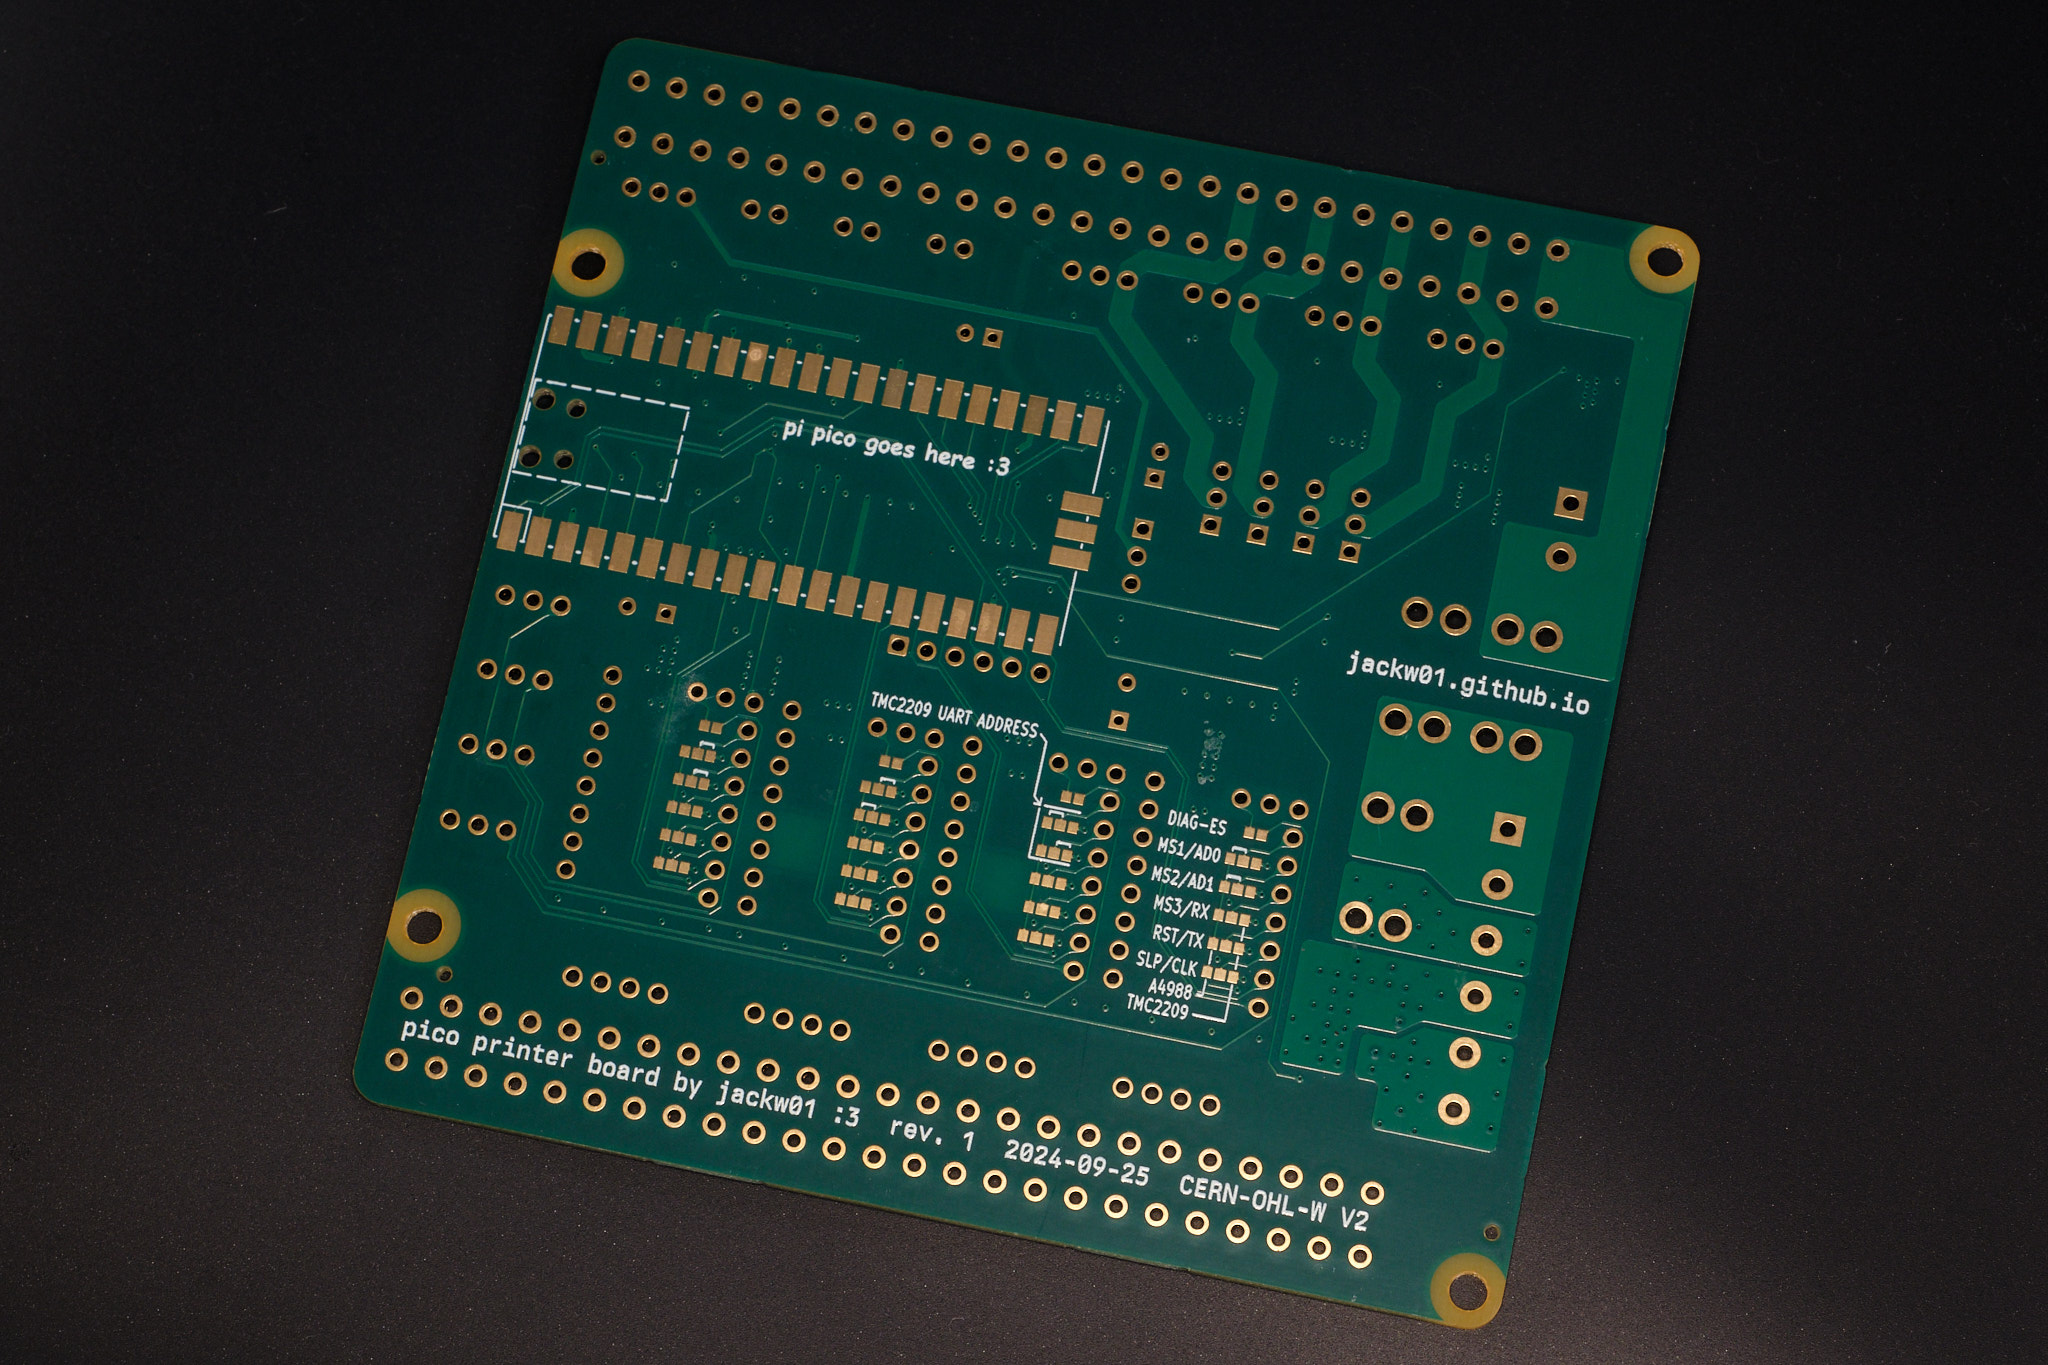 pi pico goes here :3
jackw01.github.io
TMC2209 UART ADDRESS
DIAG-ES
MS1/AD0
MS2/AD1
MS3/RX
RST/TX
SLP/CLK
A4988
TMC2209
pico printer board by jackw01 :3 rev. 1 2024-09-25 CERN-OHL-W V2